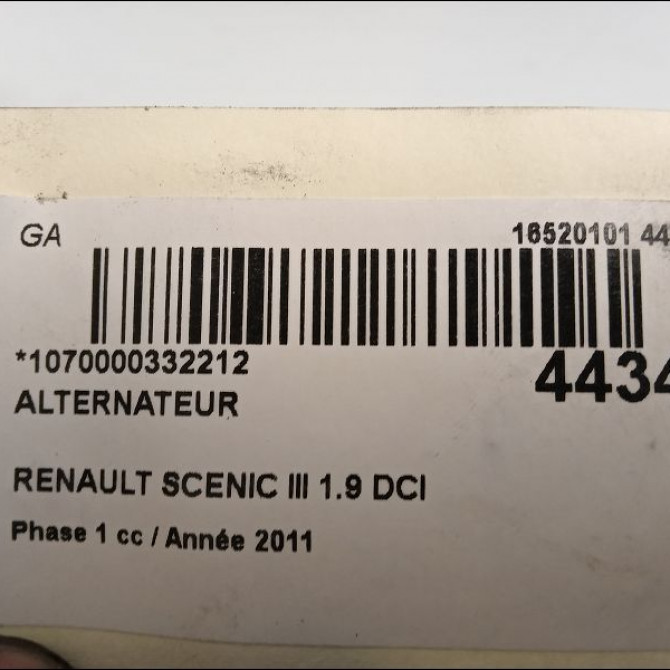 GA
16520101 44
*1070000332212
4434
ALTERNATEUR
RENAULT SCENIC III 1.9 DCI
Phase 1 cc / Année 2011